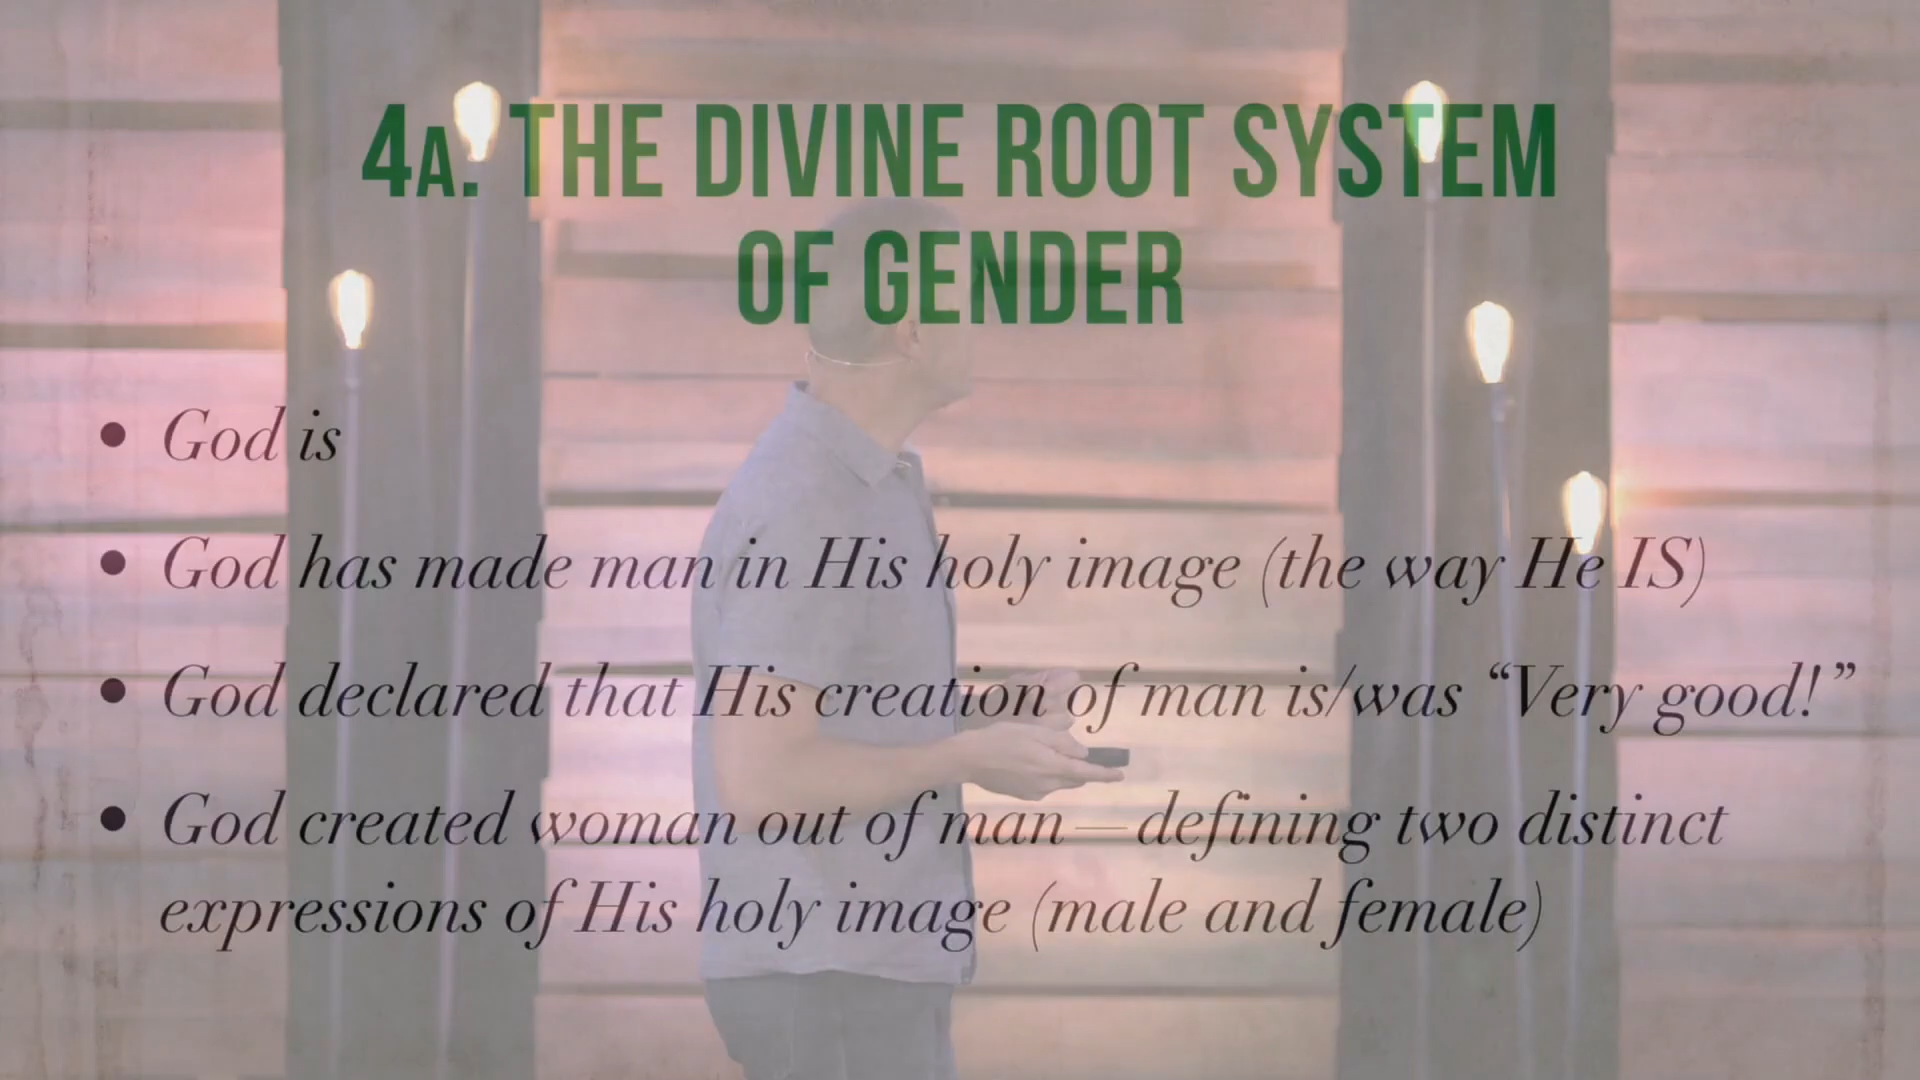 4A. THE DIVINE ROOT SYSTEM
OF GENDER
• God is
• God has made man in His holy image (the way He IS)
• God declared that His creation of man is/was “Very good!”
• God created woman out of man—defining two distinct
expressions of His holy image (male and female)